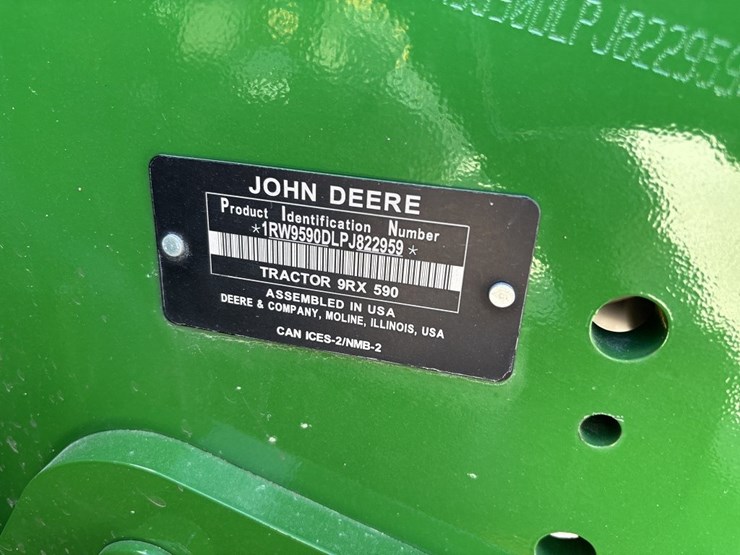 590DLPJ822959
JOHN DEERE
Product Identification Number
*1RW9590DLPJ822959*
TRACTOR 9RX 590
ASSEMBLED IN USA
DEERE & COMPANY, MOLINE, ILLINOIS, USA
CAN ICES-2/NMB-2